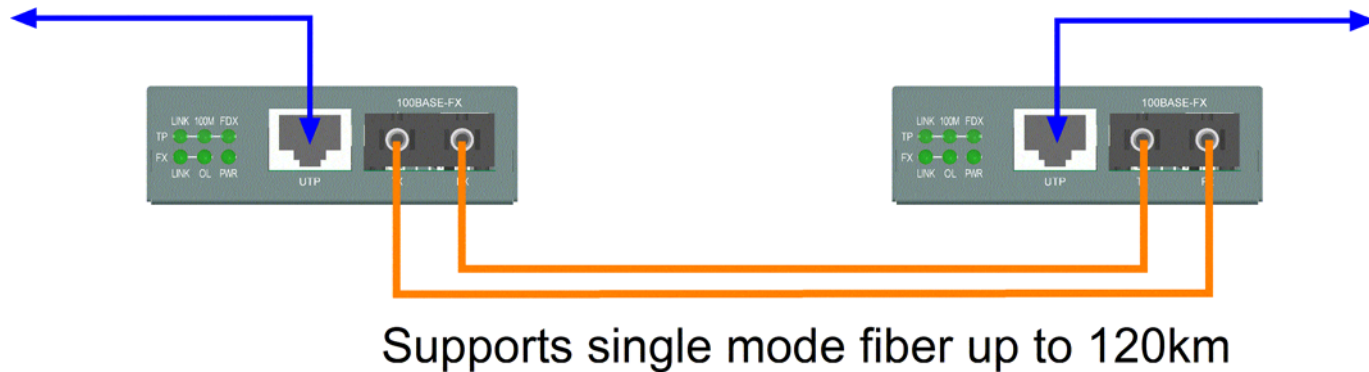 100BASE-FX
LINK 100M FDX
TP
FX
LINK OL PWR
UTP
100BASE-FX
LINK 100M FDX
TP
FX
LINK OL PWR
UTP
Supports single mode fiber up to 120km